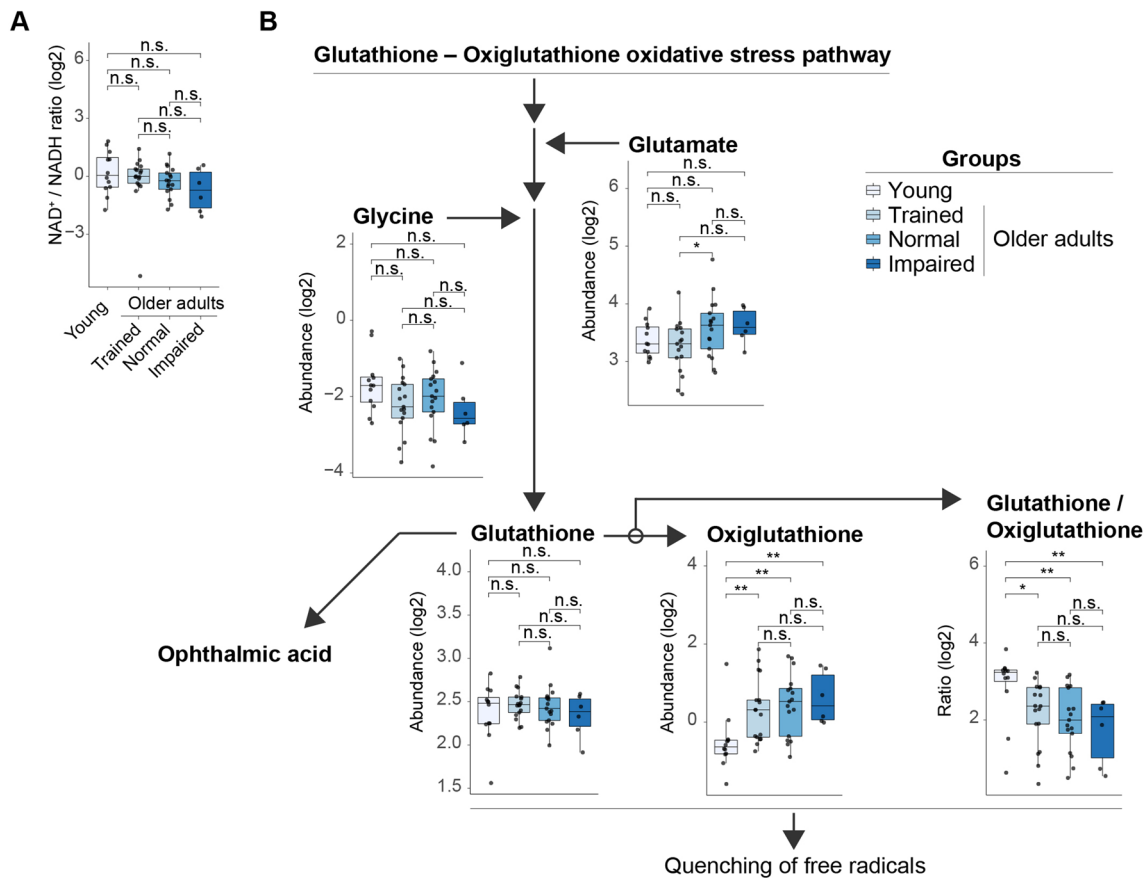 A
NAD⁺ / NADH ratio (log2)
6
3
0
−3
n.s.
n.s.
n.s.
n.s.
n.s.
n.s.
Young
Older adults
Trained
Normal
Impaired
B
Glutathione – Oxiglutathione oxidative stress pathway
Glutamate
Abundance (log2)
6
5
4
3
n.s.
n.s.
n.s.
n.s.
n.s.
*
Groups
Young
Trained
Normal
Impaired
Older adults
Glycine
Abundance (log2)
2
0
−2
−4
n.s.
n.s.
n.s.
n.s.
n.s.
n.s.
Glutathione
Abundance (log2)
4.0
3.5
3.0
2.5
2.0
1.5
n.s.
n.s.
n.s.
n.s.
n.s.
n.s.
Oxiglutathione
Abundance (log2)
4
2
0
**
**
**
n.s.
n.s.
n.s.
Glutathione /
Oxiglutathione
Ratio (log2)
6
4
2
**
**
*
n.s.
n.s.
n.s.
Ophthalmic acid
Quenching of free radicals